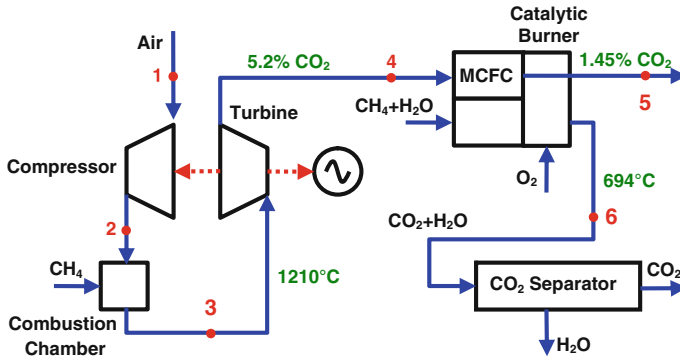 Catalytic
Burner
Air
1
5.2% CO₂
4
MCFC
1.45% CO₂
5
Turbine
CH₄+H₂O
Compressor
O₂
694°C
2
CO₂+H₂O
6
CH₄
1210°C
CO₂ Separator
CO₂
3
Combustion
Chamber
H₂O